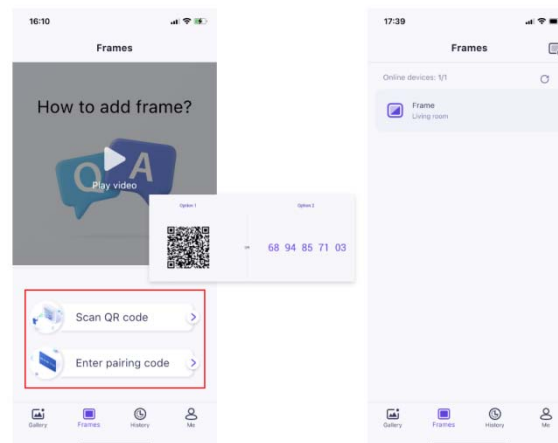 16:10
Frames
How to add frame?
Q A
Play video
Option 1
Option 2
OR
68 94 85 71 03
Scan QR code
Enter pairing code
Gallery
Frames
History
Me
17:39
Frames
Online devices: 1/1
Frame
Living room
Gallery
Frames
History
Me